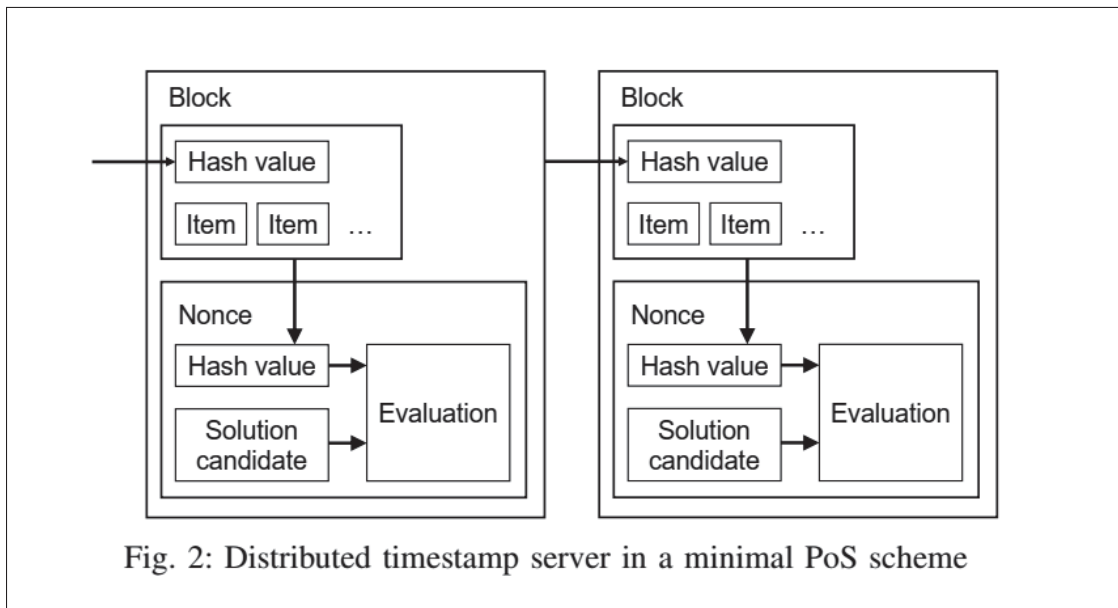 Block
Hash value
Item Item …
Nonce
Hash value
Solution
candidate
Evaluation
Block
Hash value
Item Item …
Nonce
Hash value
Solution
candidate
Evaluation
Fig. 2: Distributed timestamp server in a minimal PoS scheme